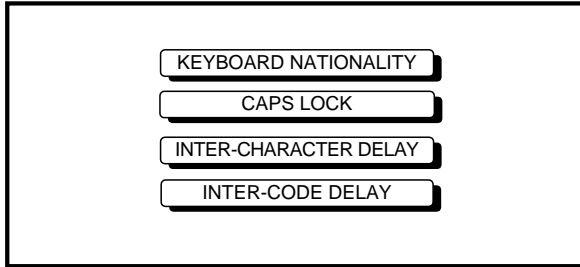 KEYBOARD NATIONALITY
CAPS LOCK
INTER-CHARACTER DELAY
INTER-CODE DELAY